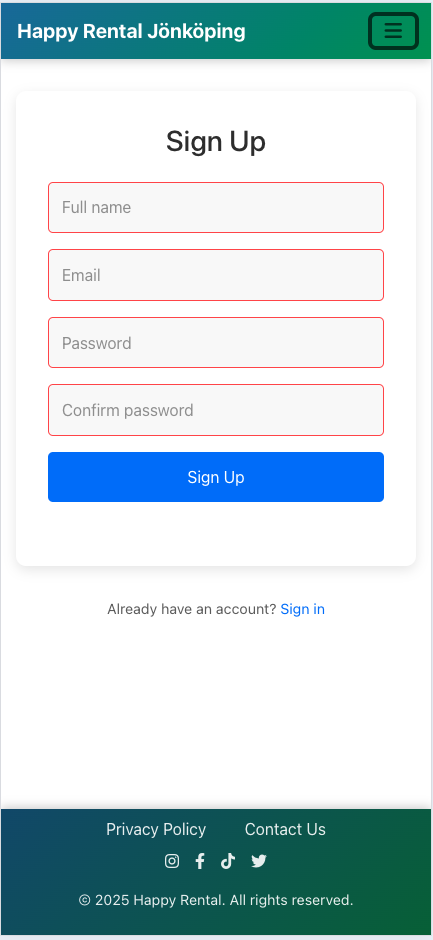 Happy Rental Jönköping
Sign Up
Full name
Email
Password
Confirm password
Sign Up
Already have an account? Sign in
Privacy Policy Contact Us
© 2025 Happy Rental. All rights reserved.